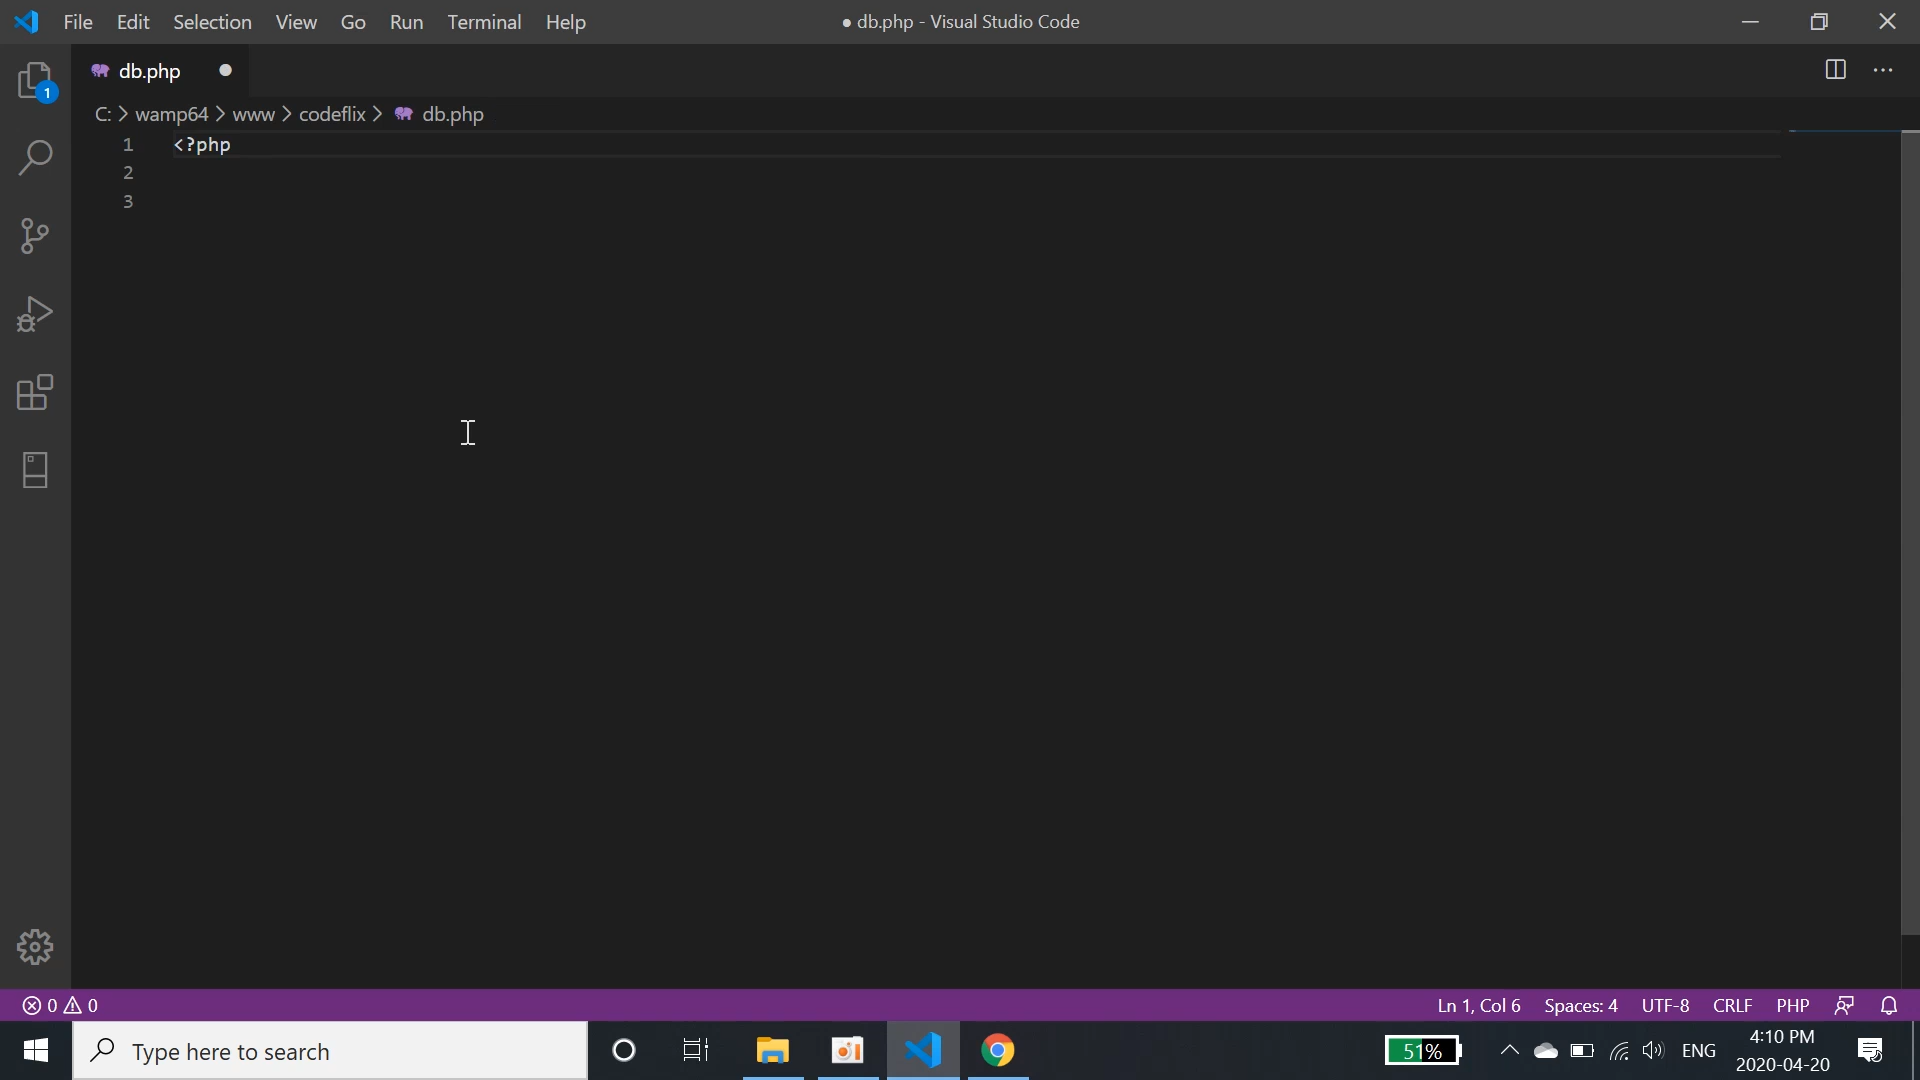 File Edit Selection View Go Run Terminal Help ● db.php - Visual Studio Code
1
db.php ●
C: > wamp64 > www > codeflix > db.php
1 <?php
2
3
0 0 Ln 1, Col 6 Spaces: 4 UTF-8 CRLF PHP
Type here to search 51% ENG 4:10 PM
2020-04-20